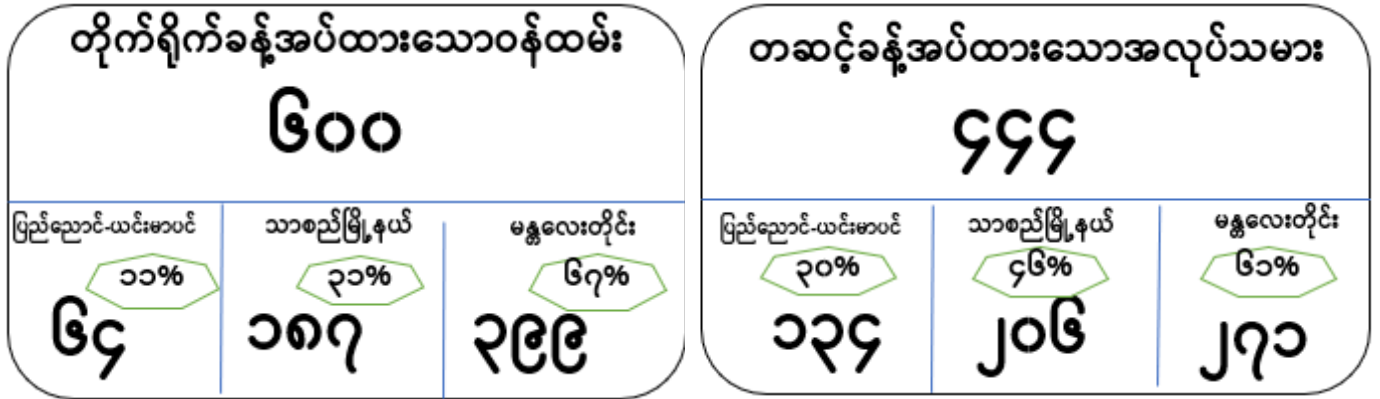 တိုက်ရိုက်ခန့်အပ်ထားသောဝန်ထမ်း
၆၀၀
ပြည်ညောင်-ယင်းမာပင် သာစည်မြို့နယ် မန္တလေးတိုင်း
၁၁% ၃၁% ၆၇%
၆၄ ၁၈၇ ၃၉၉
တဆင့်ခန့်အပ်ထားသောအလုပ်သမား
၄၄၄
ပြည်ညောင်-ယင်းမာပင် သာစည်မြို့နယ် မန္တလေးတိုင်း
၃၀% ၄၆% ၆၁%
၁၃၄ ၂၀၆ ၂၇၁